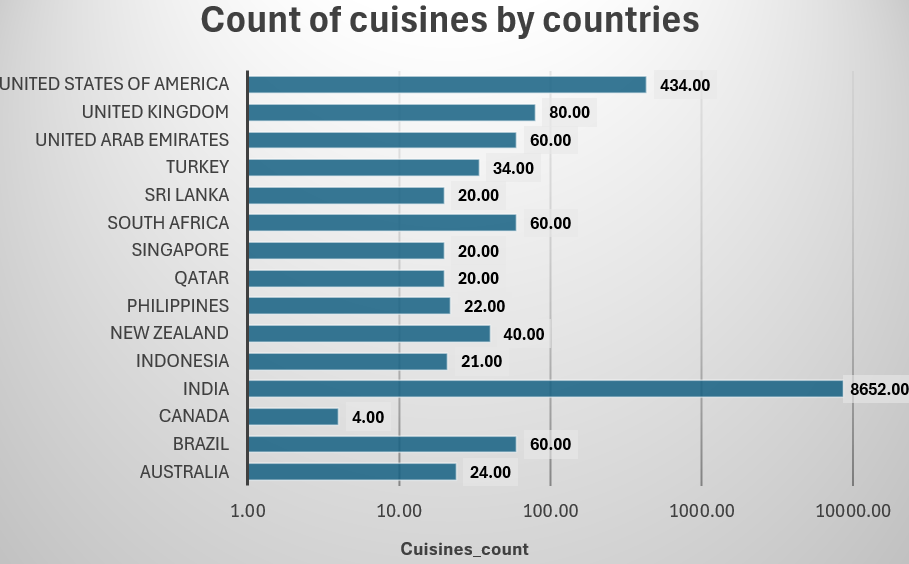 Count of cuisines by countries
UNITED STATES OF AMERICA 434.00
UNITED KINGDOM 80.00
UNITED ARAB EMIRATES 60.00
TURKEY 34.00
SRI LANKA 20.00
SOUTH AFRICA 60.00
SINGAPORE 20.00
QATAR 20.00
PHILIPPINES 22.00
NEW ZEALAND 40.00
INDONESIA 21.00
INDIA 8652.00
CANADA 4.00
BRAZIL 60.00
AUSTRALIA 24.00
1.00 10.00 100.00 1000.00 10000.00
Cuisines_count